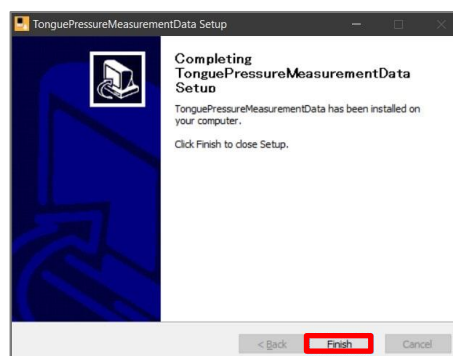 TonguePressureMeasurementData Setup
Completing
TonguePressureMeasurementData
Setup
TonguePressureMeasurementData has been installed on
your computer.
Click Finish to close Setup.
< Back
Finish
Cancel